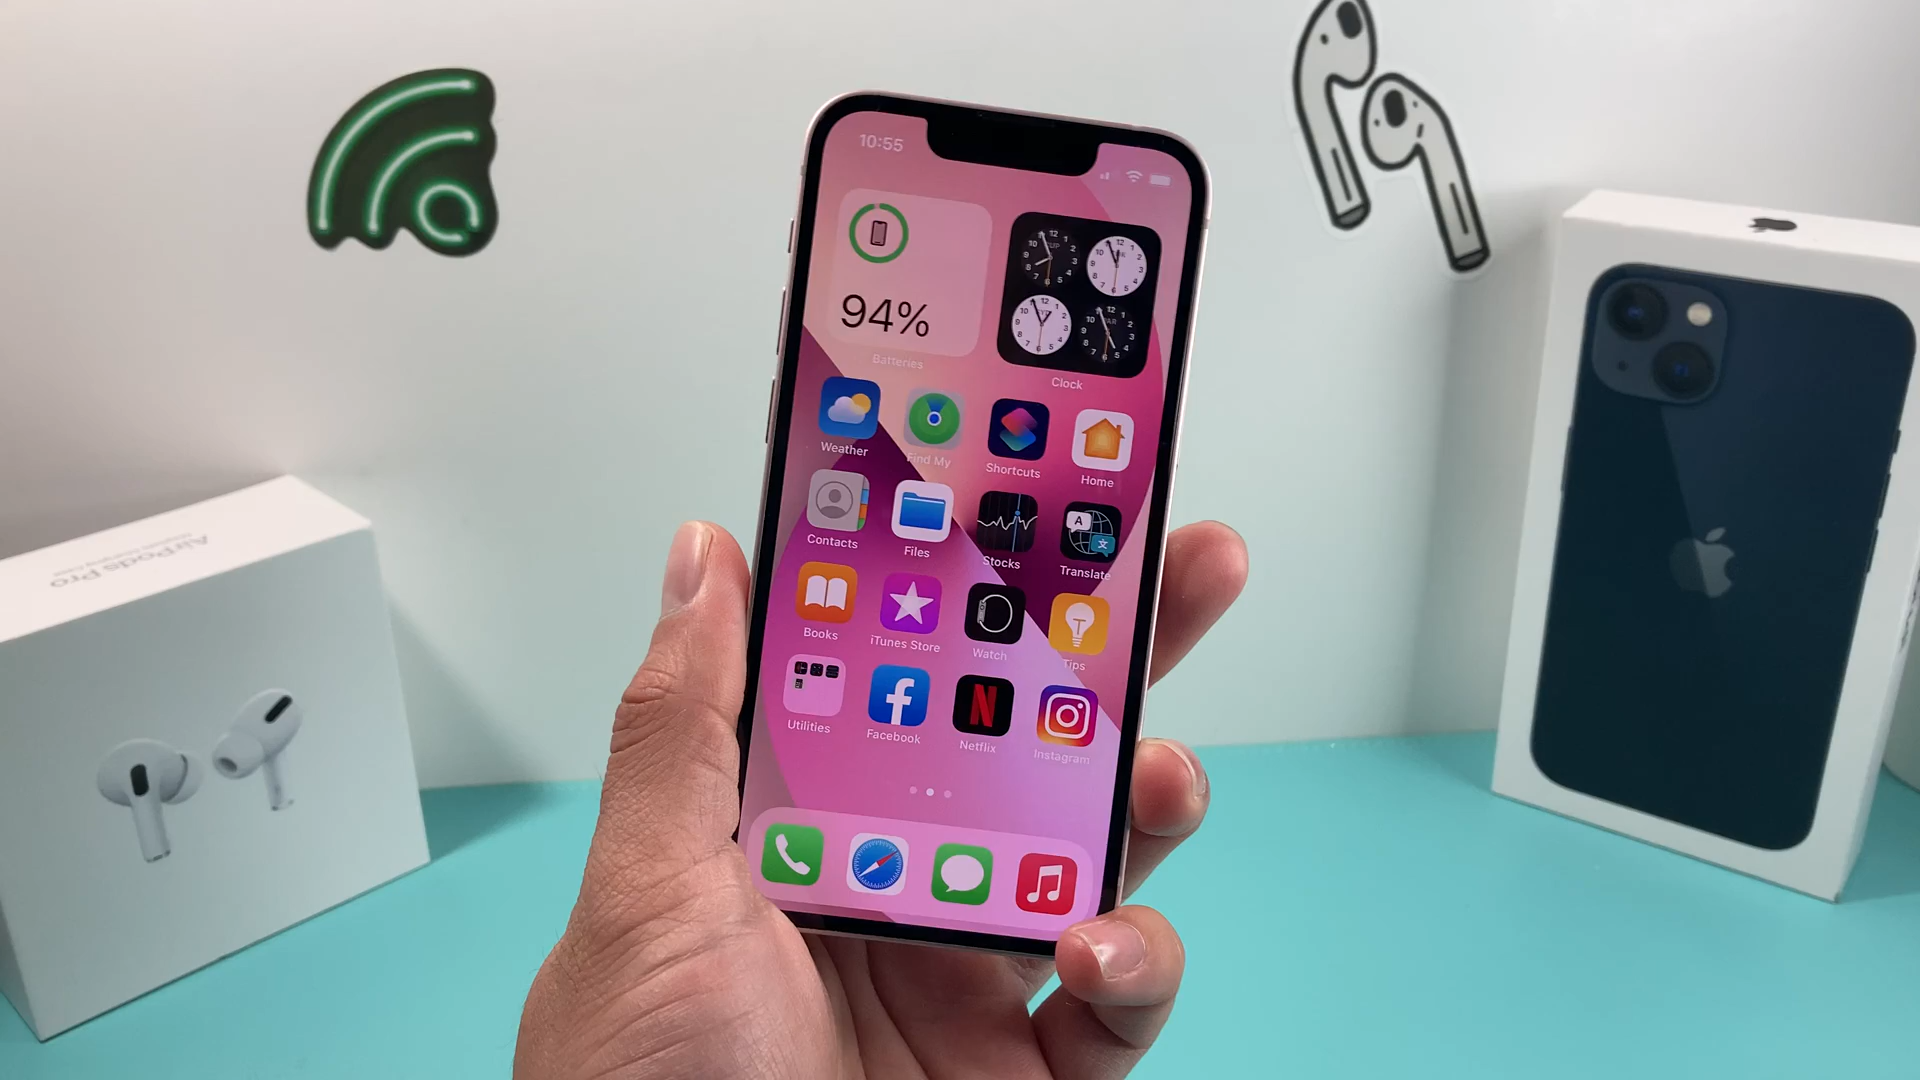 10:55
94%
Batteries
Clock
Weather
Find My
Shortcuts
Home
Contacts
Files
Stocks
Translate
Books
iTunes Store
Watch
Tips
Utilities
Facebook
Netflix
Instagram
AirPods Pro